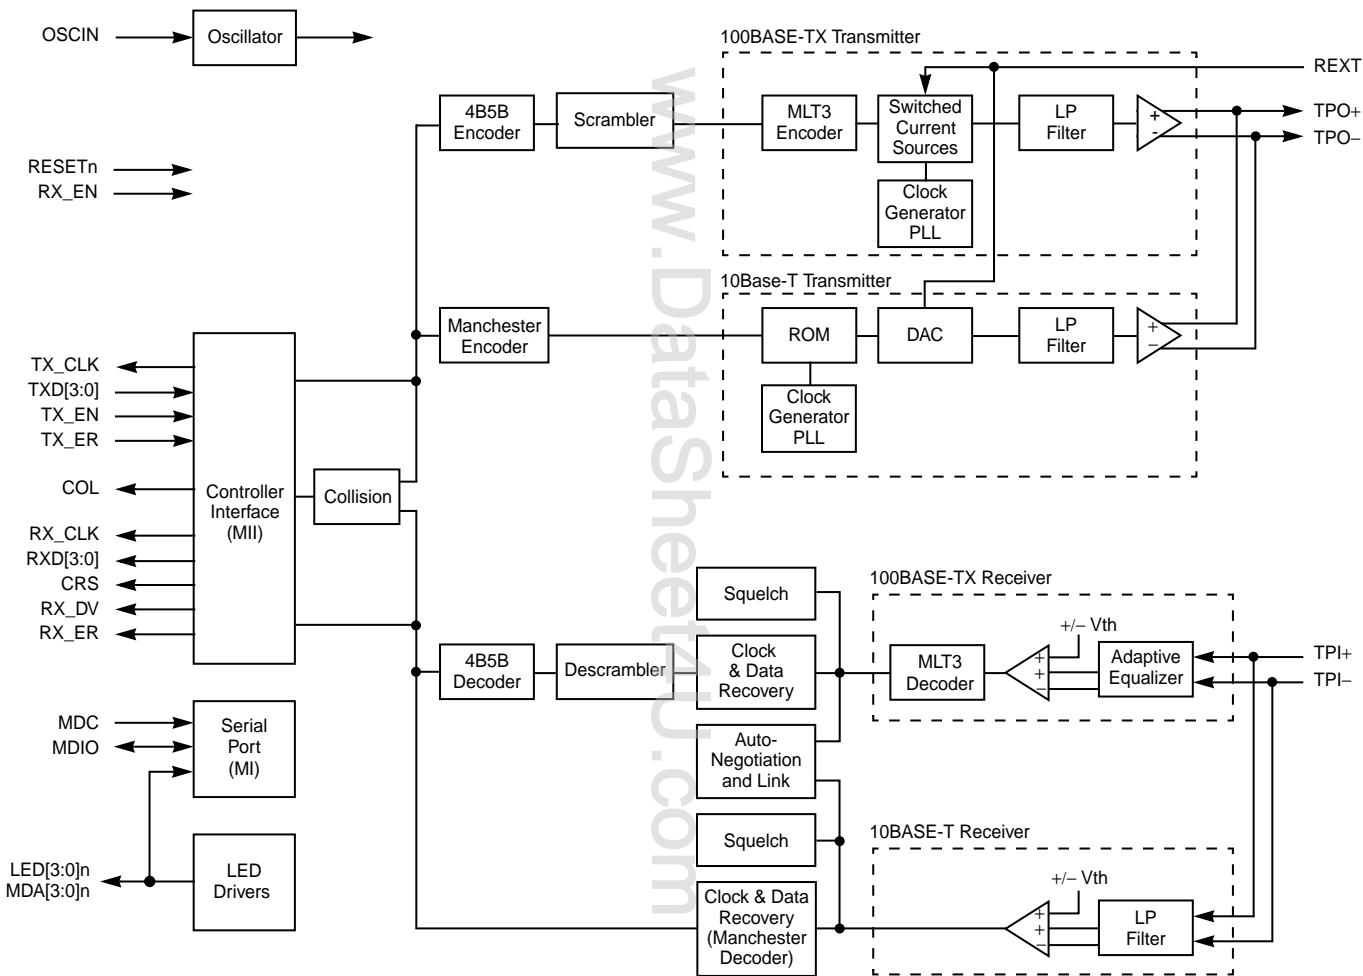 OSCIN
Oscillator
RESETn
RX_EN
4B5B
Encoder
Scrambler
100BASE-TX Transmitter
MLT3
Encoder
Switched
Current
Sources
LP
Filter
+
-
Clock
Generator
PLL
REXT
TPO+
TPO–
10Base-T Transmitter
Manchester
Encoder
ROM
DAC
LP
Filter
+
–
Clock
Generator
PLL
TX_CLK
TXD[3:0]
TX_EN
TX_ER
COL
RX_CLK
RXD[3:0]
CRS
RX_DV
RX_ER
Controller
Interface
(MII)
Collision
Squelch
100BASE-TX Receiver
4B5B
Decoder
Descrambler
Clock
& Data
Recovery
MLT3
Decoder
+/– Vth
+
+
–
Adaptive
Equalizer
TPI+
TPI–
MDC
MDIO
Serial
Port
(MI)
Auto-
Negotiation
and Link
Squelch
10BASE-T Receiver
LED[3:0]n
MDA[3:0]n
LED
Drivers
Clock & Data
Recovery
(Manchester
Decoder)
+/– Vth
+
+
–
LP
Filter
www.DataSheet4U.com